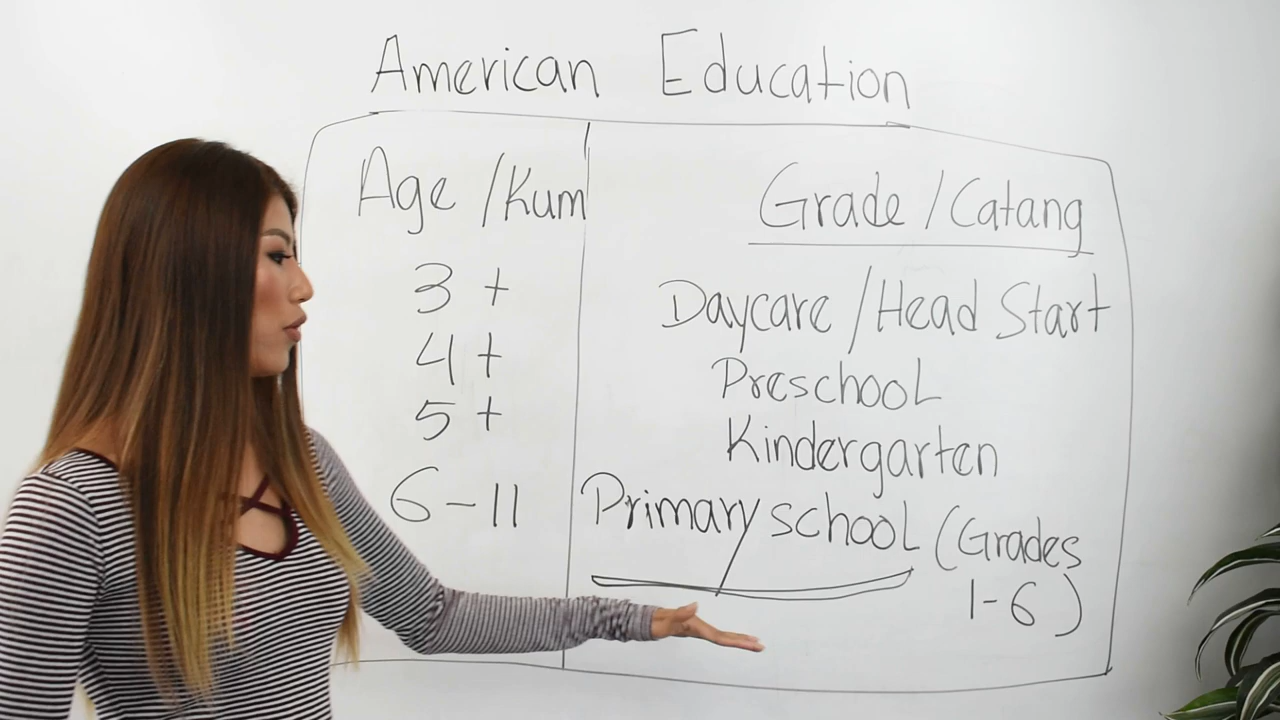 American Education
Age /Kum
Grade /Catang
3 +
Daycare /Head Start
4 +
Preschool
5 +
Kindergarten
6-11
Primary school (Grades
1-6)